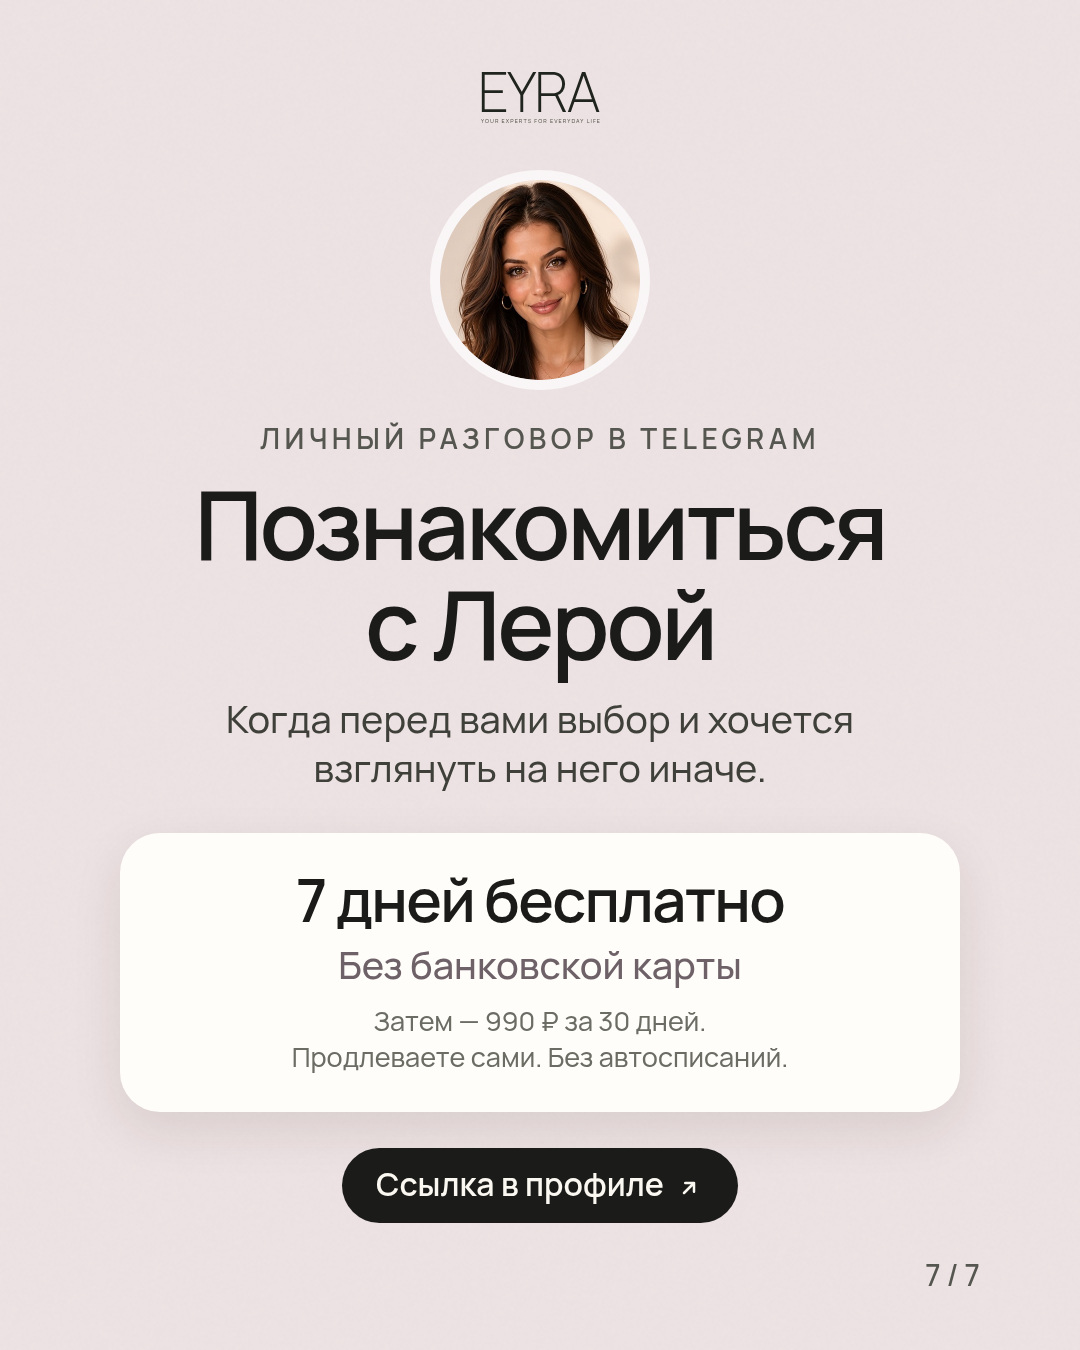 EYRA
YOUR EXPERTS FOR EVERYDAY LIFE
ЛИЧНЫЙ РАЗГОВОР В TELEGRAM
Познакомиться
с Лерой
Когда перед вами выбор и хочется
взглянуть на него иначе.
7 дней бесплатно
Без банковской карты
Затем — 990 ₽ за 30 дней.
Продлеваете сами. Без автосписаний.
Ссылка в профиле ↗
7 / 7